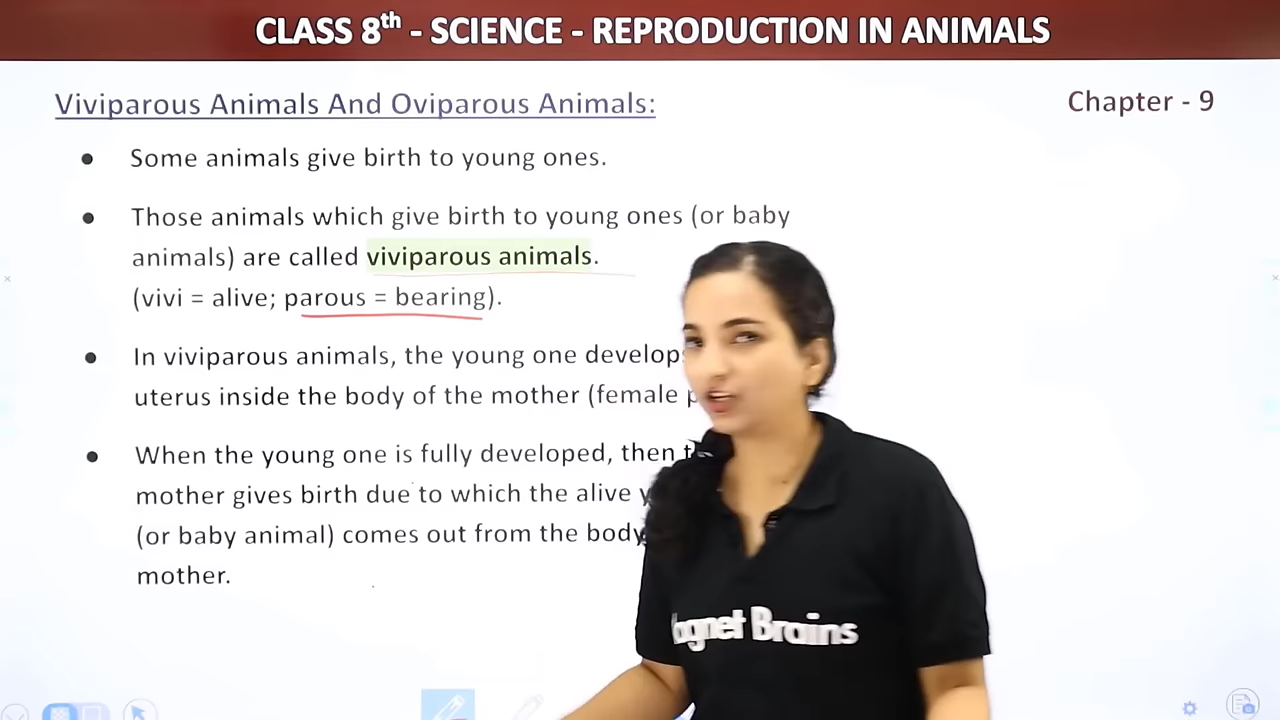 CLASS 8th - SCIENCE - REPRODUCTION IN ANIMALS
Viviparous Animals And Oviparous Animals:
Chapter - 9
● Some animals give birth to young ones.
● Those animals which give birth to young ones (or baby
animals) are called viviparous animals.
(vivi = alive; parous = bearing).
● In viviparous animals, the young one develops
uterus inside the body of the mother (female
● When the young one is fully developed, then
mother gives birth due to which the alive
(or baby animal) comes out from the body
mother.
Magnet Brains